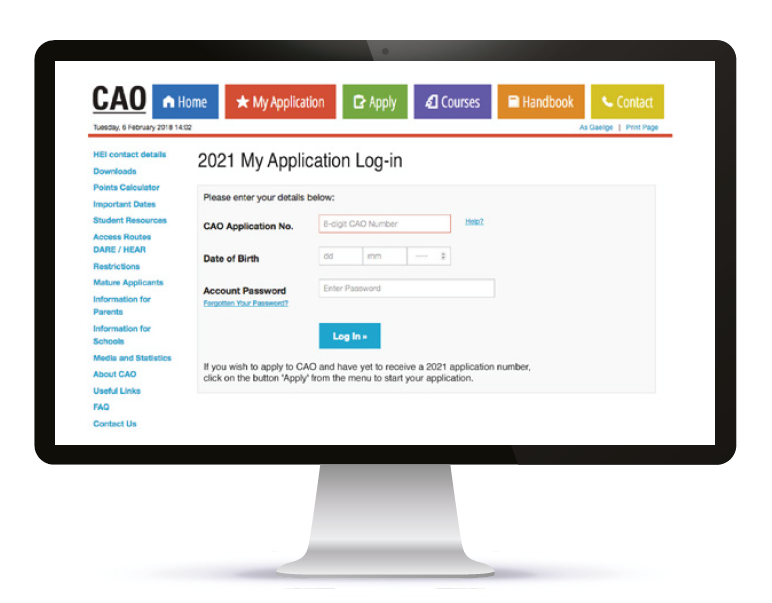 CAO Home My Application Apply Courses Handbook Contact
Tuesday, 6 February 2018 14:02
As Gaeilge | Print Page
HEI contact details
Downloads
Points Calculator
Important Dates
Student Resources
Access Routes
DARE / HEAR
Restrictions
Mature Applicants
Information for
Parents
Information for
Schools
Media and Statistics
About CAO
Useful Links
FAQ
Contact Us
2021 My Application Log-in
Please enter your details below:
CAO Application No. 8-digit CAO Number Help?
Date of Birth dd mm ----
Account Password Enter Password
Forgotten Your Password?
Log In »
If you wish to apply to CAO and have yet to receive a 2021 application number,
click on the button 'Apply' from the menu to start your application.